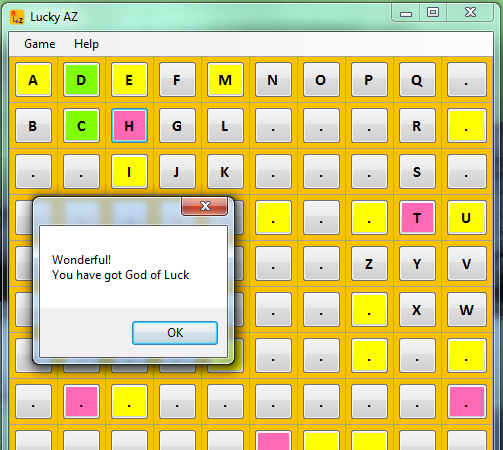 Lucky AZ
Game Help
A D E F M N O P Q .
B C H G L . . . R .
. . I J K . . . S .
. . . T U
Wonderful!
You have got God of Luck
. . Z Y V
. . . X W
OK
. . . . .
. . . . . . . . . .
. . . . . . . . . .